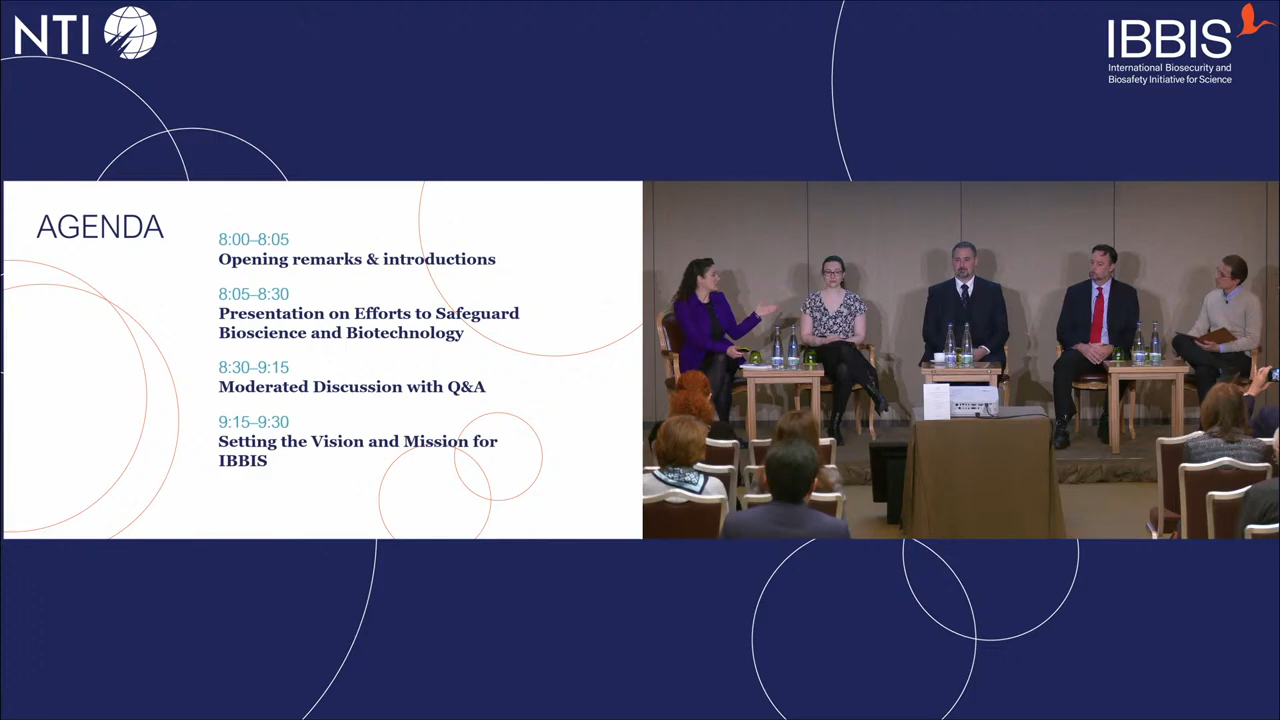 NTI
IBBIS
International Biosecurity and
Biosafety Initiative for Science
AGENDA
8:00–8:05
Opening remarks & introductions
8:05–8:30
Presentation on Efforts to Safeguard
Bioscience and Biotechnology
8:30–9:15
Moderated Discussion with Q&A
9:15–9:30
Setting the Vision and Mission for
IBBIS